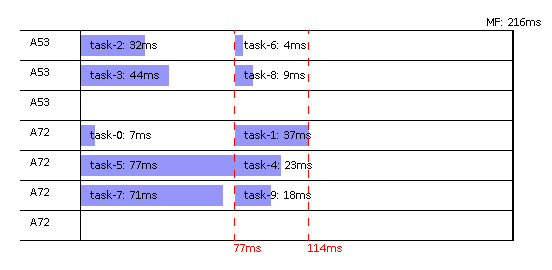 MF: 216ms
A53 task-2: 32ms task-6: 4ms
A53 task-3: 44ms task-8: 9ms
A53
A72 task-0: 7ms task-1: 37ms
A72 task-5: 77ms task-4: 23ms
A72 task-7: 71ms task-9: 18ms
A72
77ms 114ms